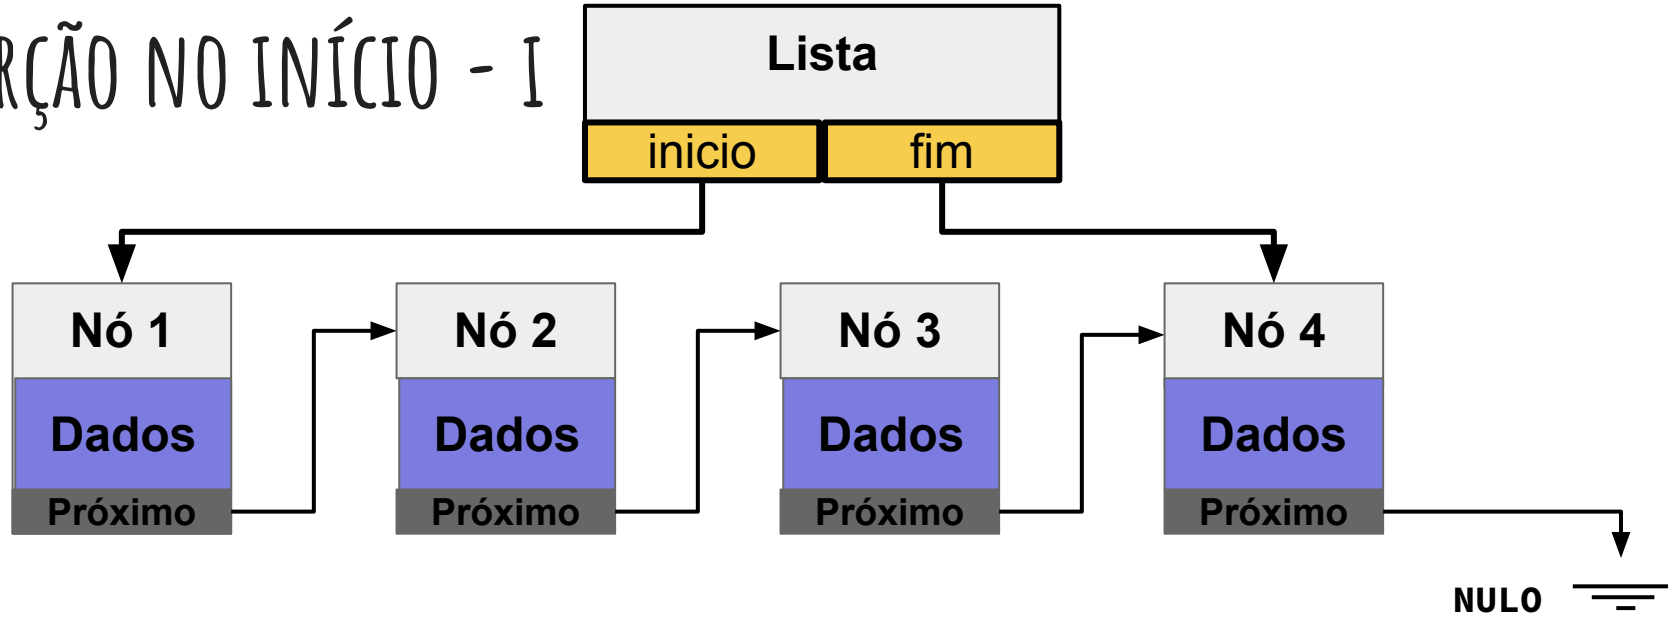 RÇÃO NO INÍCIO - I
Lista
inicio fim
Nó 1 Nó 2 Nó 3 Nó 4
Dados Dados Dados Dados
Próximo Próximo Próximo Próximo
NULO